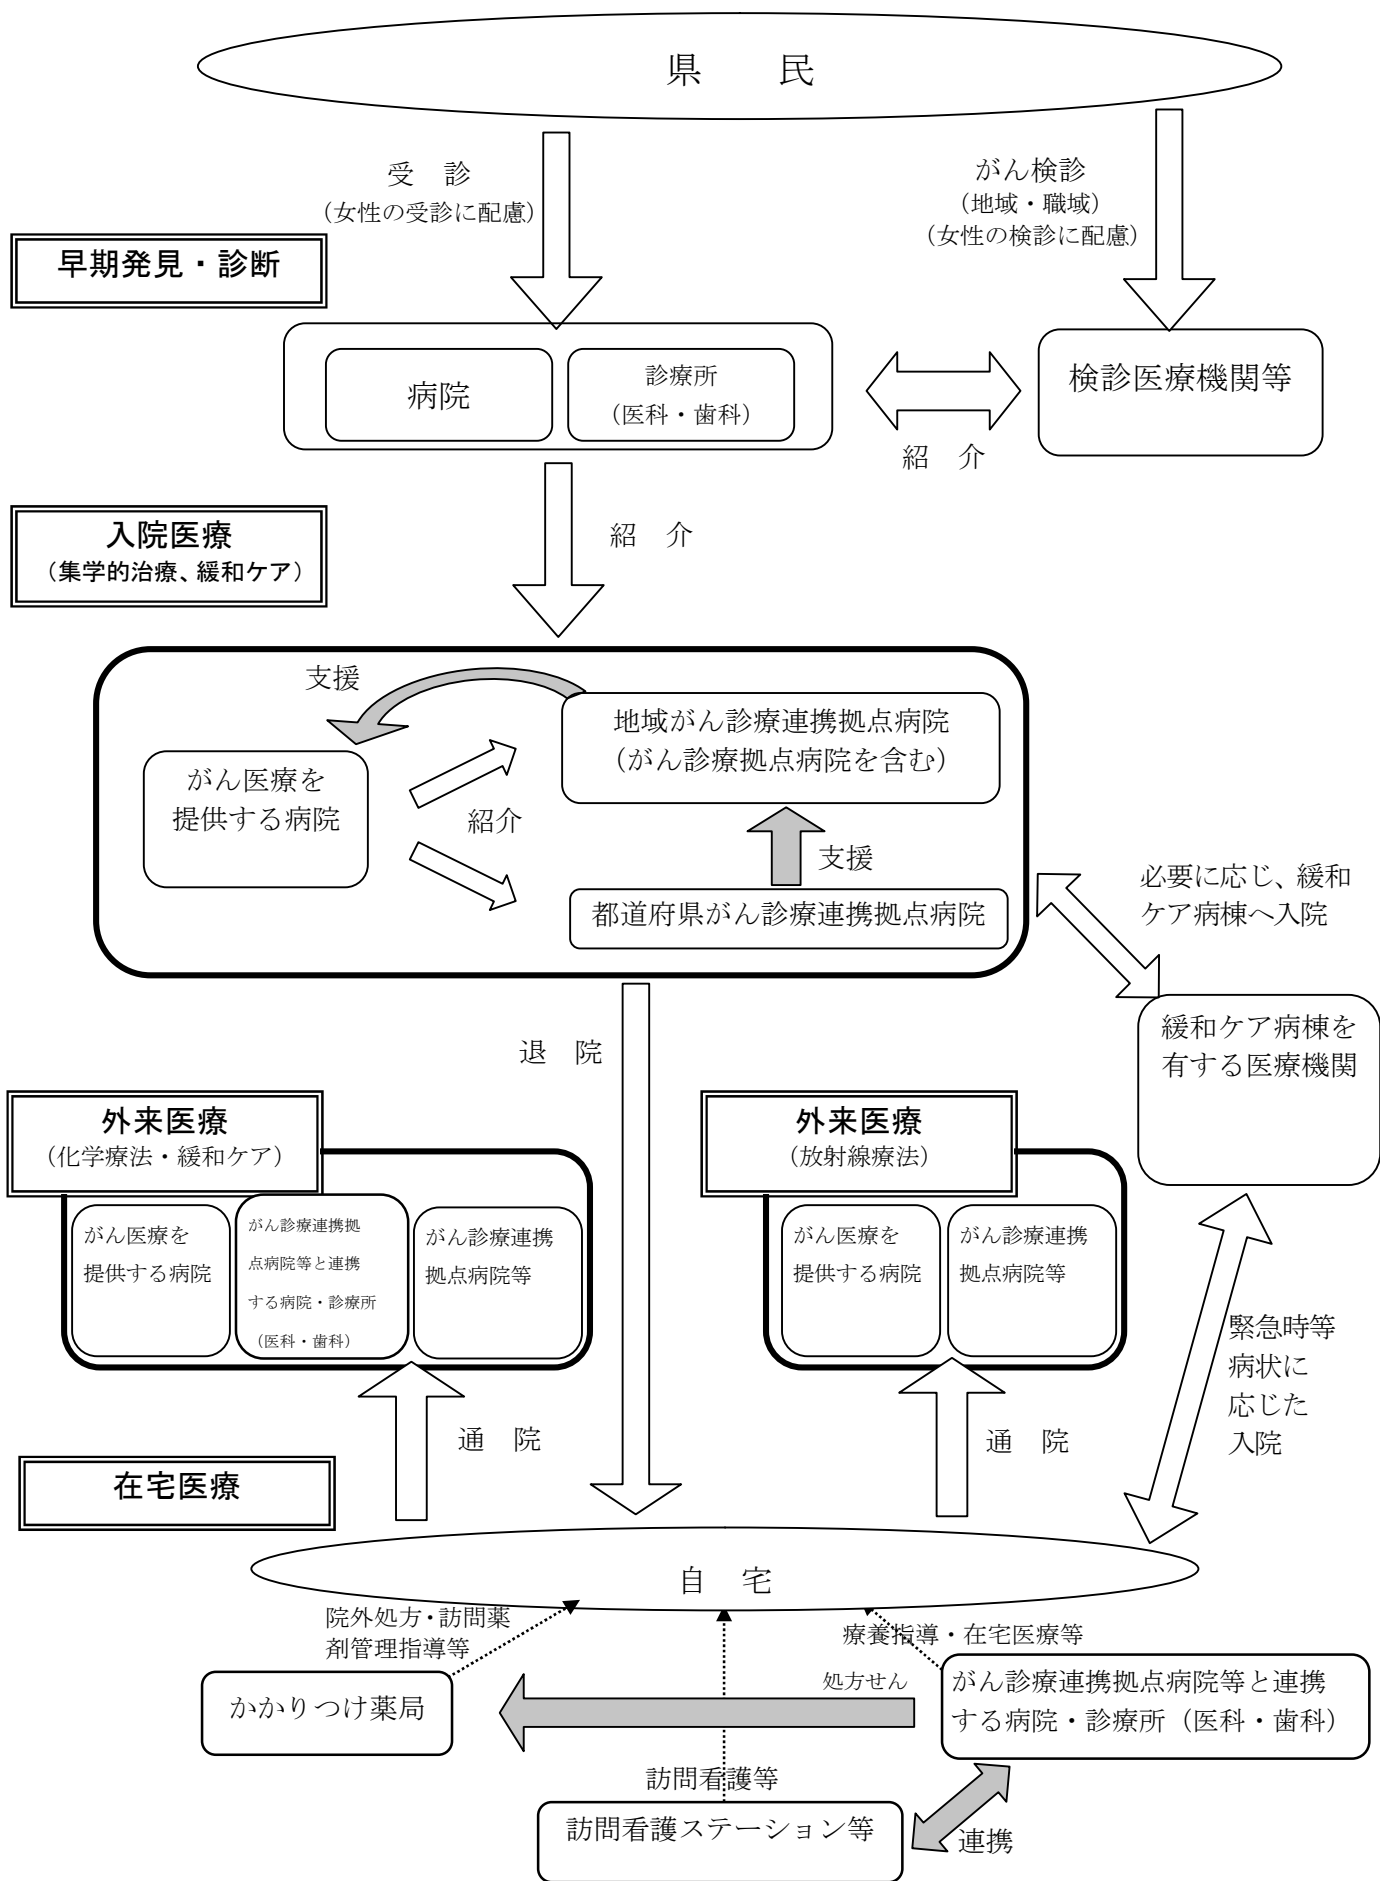 県　　民
受　診
（女性の受診に配慮）
がん検診
（地域・職域）
（女性の検診に配慮）
早期発見・診断
病院
診療所
（医科・歯科）
検診医療機関等
紹　介
入院医療
（集学的治療、緩和ケア）
紹　介
支援
地域がん診療連携拠点病院
（がん診療拠点病院を含む）
がん医療を
提供する病院
紹介
支援
都道府県がん診療連携拠点病院
必要に応じ、緩和
ケア病棟へ入院
緩和ケア病棟を
有する医療機関
退　院
外来医療
（化学療法・緩和ケア）
がん医療を
提供する病院
がん診療連携拠
点病院等と連携
する病院・診療所
（医科・歯科）
がん診療連携
拠点病院等
外来医療
（放射線療法）
がん医療を
提供する病院
がん診療連携
拠点病院等
緊急時等
病状に
応じた
入院
通　院
通　院
在宅医療
自　宅
院外処方・訪問薬
剤管理指導等
療養指導・在宅医療等
かかりつけ薬局
処方せん
がん診療連携拠点病院等と連携
する病院・診療所（医科・歯科）
訪問看護等
訪問看護ステーション等
連携